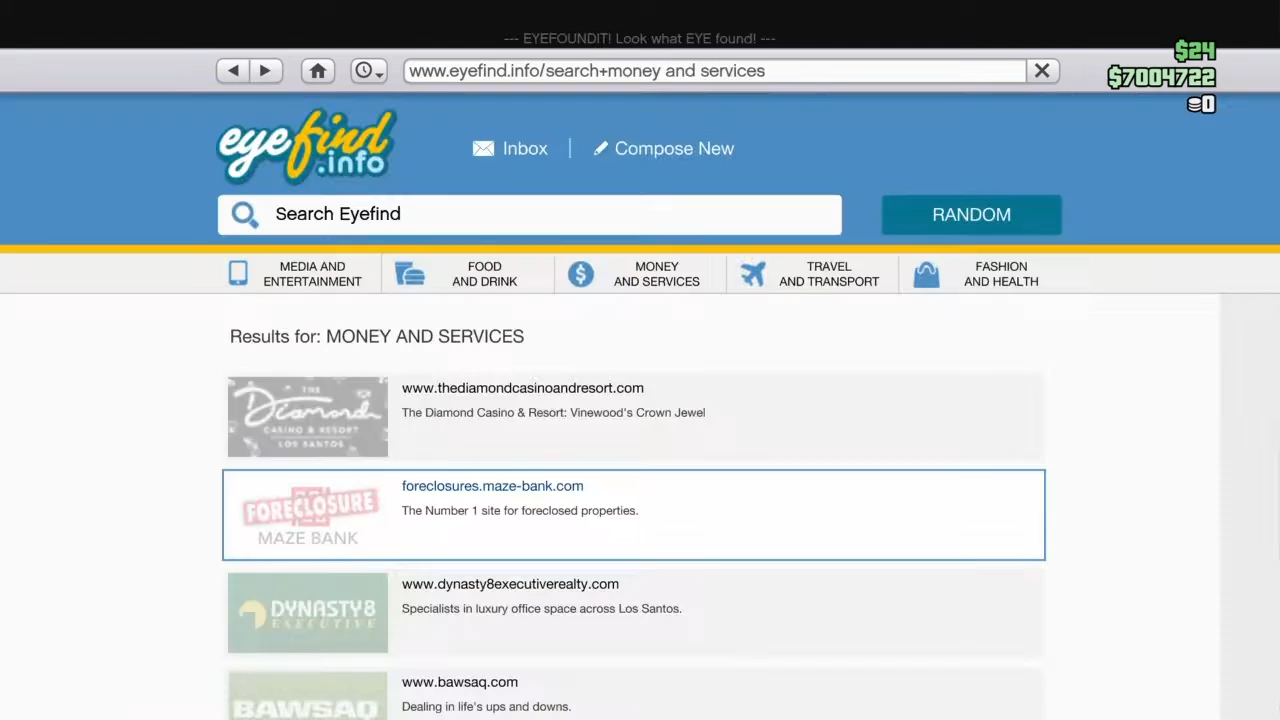 --- EYEFOUNDIT! Look what EYE found! ---
$24
www.eyefind.info/search+money and services
$7004722
0
eyefind
.info
Inbox
Compose New
Search Eyefind
RANDOM
MEDIA AND
ENTERTAINMENT
FOOD
AND DRINK
MONEY
AND SERVICES
TRAVEL
AND TRANSPORT
FASHION
AND HEALTH
Results for: MONEY AND SERVICES
THE
Diamond
CASINO & RESORT
LOS SANTOS
www.thediamondcasinoandresort.com
The Diamond Casino & Resort: Vinewood's Crown Jewel
FORECLOSURE
MAZE BANK
foreclosures.maze-bank.com
The Number 1 site for foreclosed properties.
DYNASTY8
EXECUTIVE
www.dynasty8executiverealty.com
Specialists in luxury office space across Los Santos.
BAWSAQ
www.bawsaq.com
Dealing in life's ups and downs.